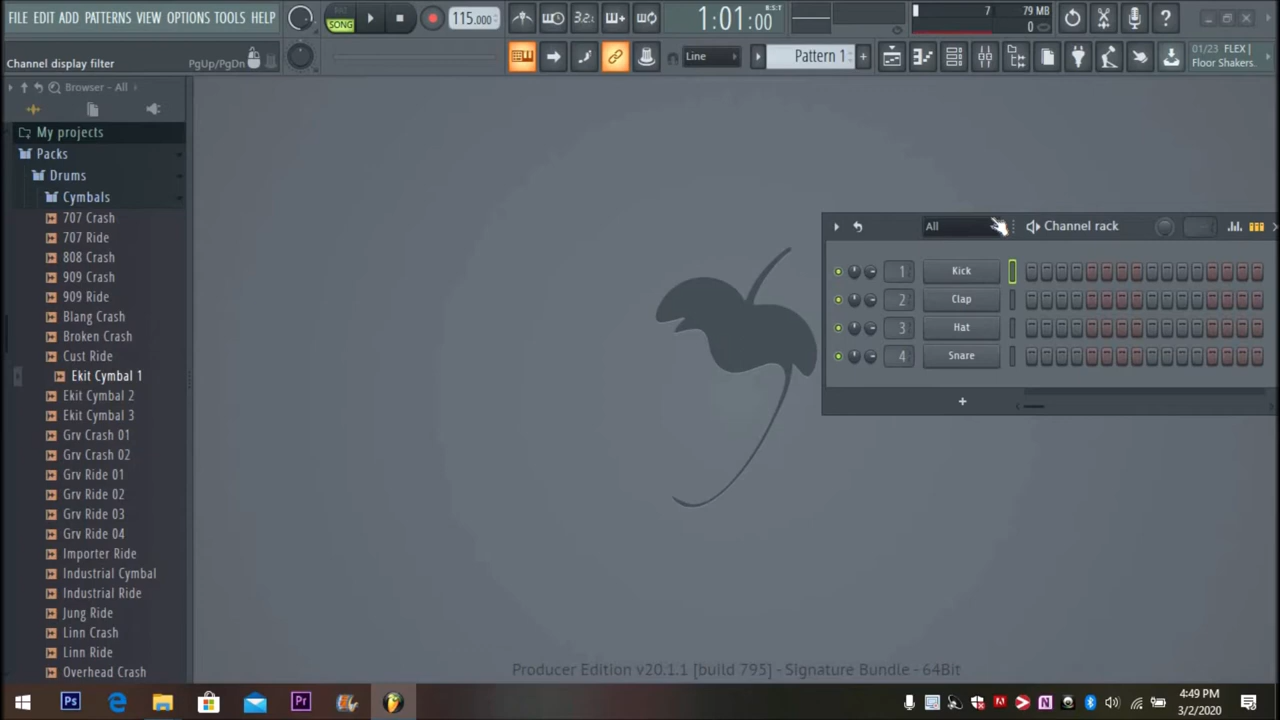 FILE EDIT ADD PATTERNS VIEW OPTIONS TOOLS HELP
SONG
115.000
3.2
1:01:00
B:S:T
7
79 MB
0
Channel display filter
PgUp/PgDn
Line
Pattern 1
01/23 FLEX |
Floor Shakers
Browser - All
My projects
Packs
Drums
Cymbals
707 Crash
707 Ride
808 Crash
909 Crash
909 Ride
Blang Crash
Broken Crash
Cust Ride
Ekit Cymbal 1
Ekit Cymbal 2
Ekit Cymbal 3
Grv Crash 01
Grv Crash 02
Grv Ride 01
Grv Ride 02
Grv Ride 03
Grv Ride 04
Importer Ride
Industrial Cymbal
Industrial Ride
Jung Ride
Linn Crash
Linn Ride
Overhead Crash
All
Channel rack
1 Kick
2 Clap
3 Hat
4 Snare
Producer Edition v20.1.1 [build 795] - Signature Bundle - 64Bit
Ps
Pr
4:49 PM
3/2/2020